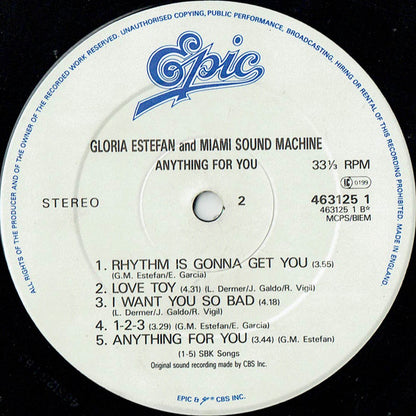 ALL RIGHTS OF THE PRODUCER AND OF THE OWNER OF THE RECORDED WORK RESERVED. UNAUTHORISED COPYING, PUBLIC PERFORMANCE, BROADCASTING, HIRING OR RENTAL OF THIS RECORDING PROHIBITED. MADE IN ENGLAND.
Epic
GLORIA ESTEFAN and MIAMI SOUND MACHINE
ANYTHING FOR YOU 33⅓ RPM
0199
STEREO 2 463125 1
463125 1 B*
MCPS/BIEM
1. RHYTHM IS GONNA GET YOU (3.55)
(G.M. Estefan/E. Garcia)
2. LOVE TOY (4.31) (L. Dermer/J. Galdo/R. Vigil)
3. I WANT YOU SO BAD (4.18)
(L. Dermer/J. Galdo/R. Vigil)
4. 1-2-3 (3.29) (G.M. Estefan/E. Garcia)
5. ANYTHING FOR YOU (3.44) (G.M. Estefan)
(1-5) SBK Songs
Original sound recording made by CBS Inc.
EPIC & CBS INC.